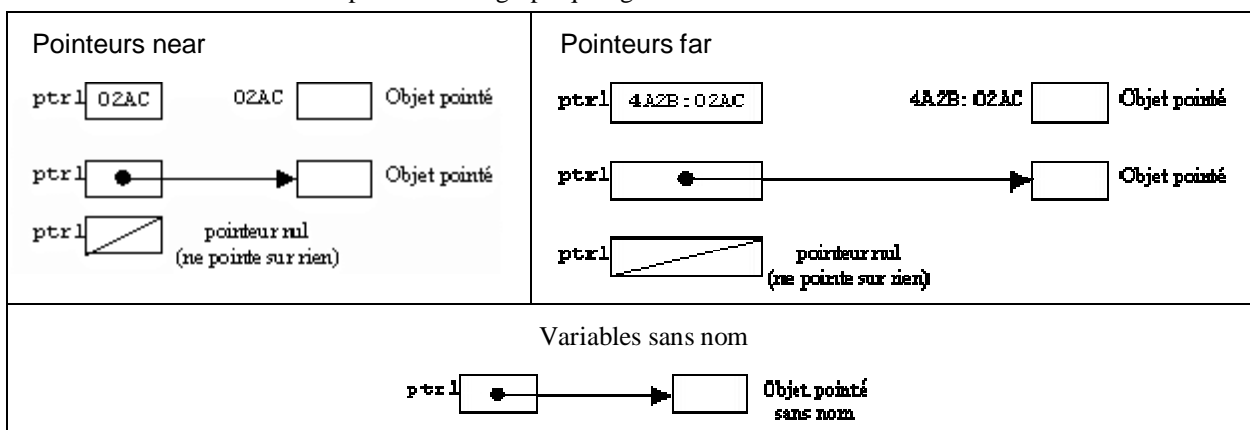 Pointeurs near
ptr1 02AC 02AC Objet pointé
ptr1 Objet pointé
ptr1 pointeur nul
(ne pointe sur rien)
Pointeurs far
ptr1 4A2B:02AC 4A2B:02AC Objet pointé
ptr1 Objet pointé
ptr1 pointeur nul
(ne pointe sur rien)
Variables sans nom
ptr1 Objet pointé
sans nom